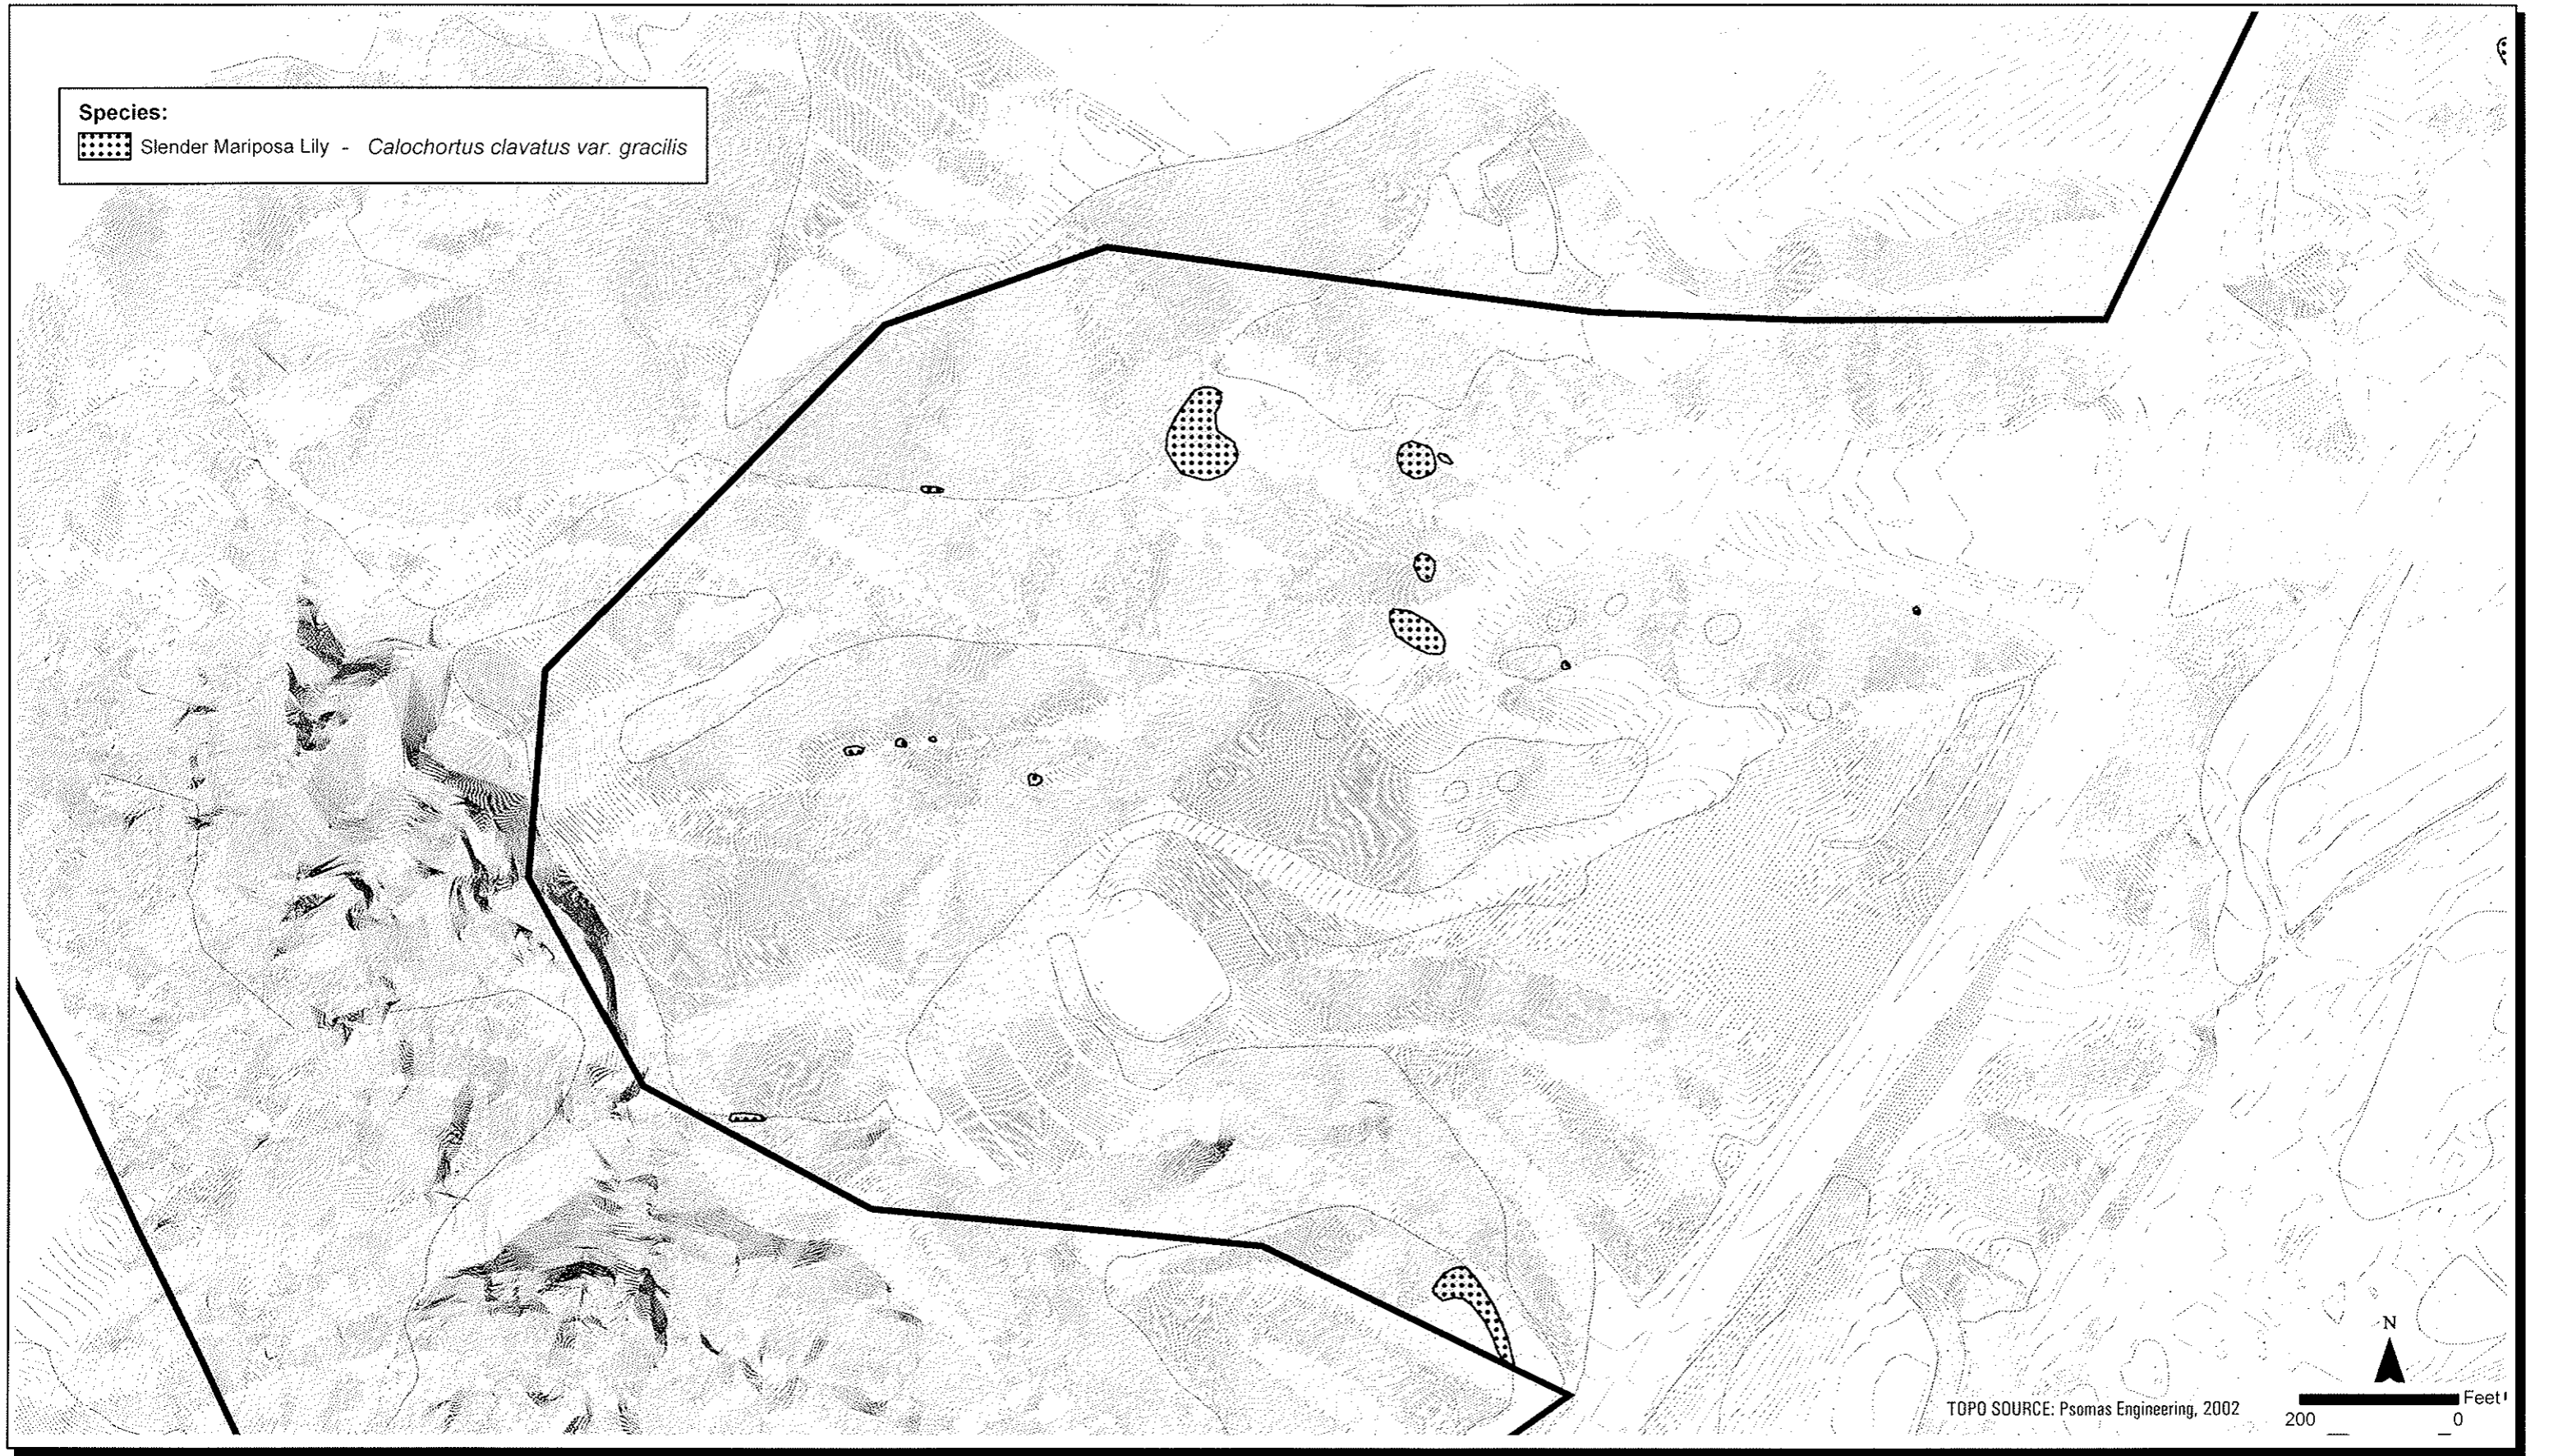 Species:
Slender Mariposa Lily - Calochortus clavatus var. gracilis
N
TOPO SOURCE: Psomas Engineering, 2002
Feet
200 0